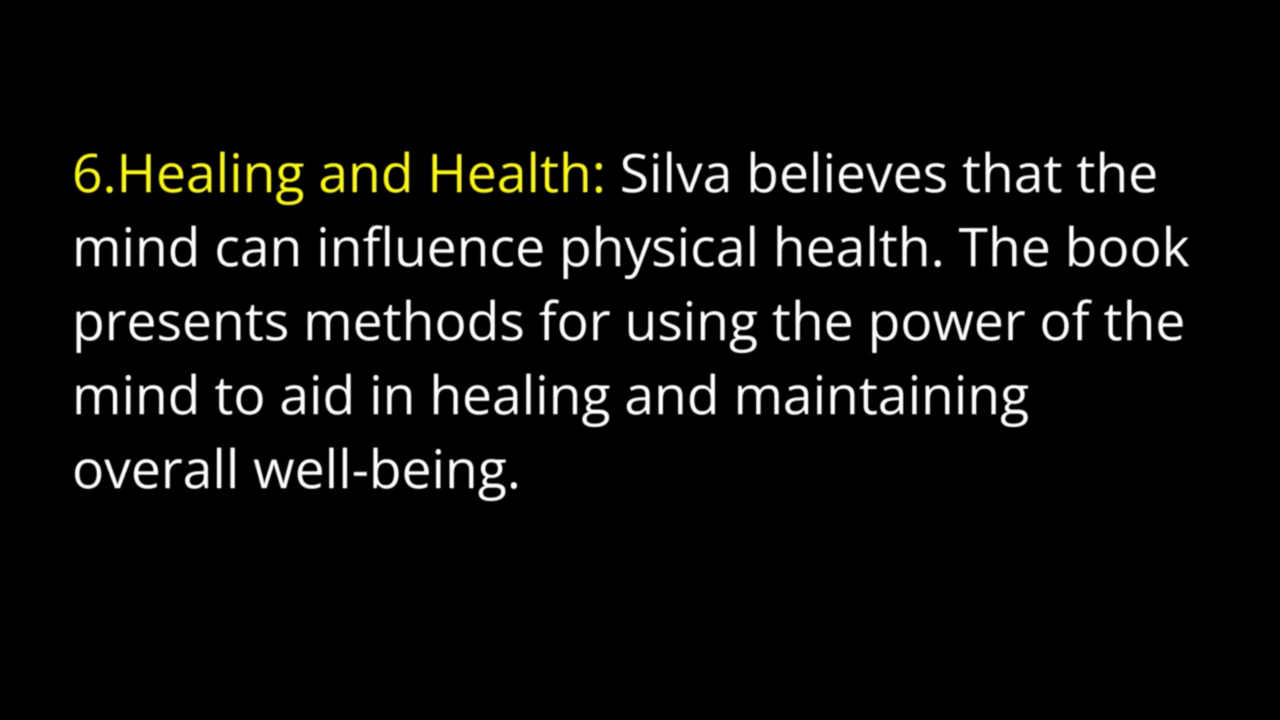 6.Healing and Health: Silva believes that the
mind can influence physical health. The book
presents methods for using the power of the
mind to aid in healing and maintaining
overall well-being.